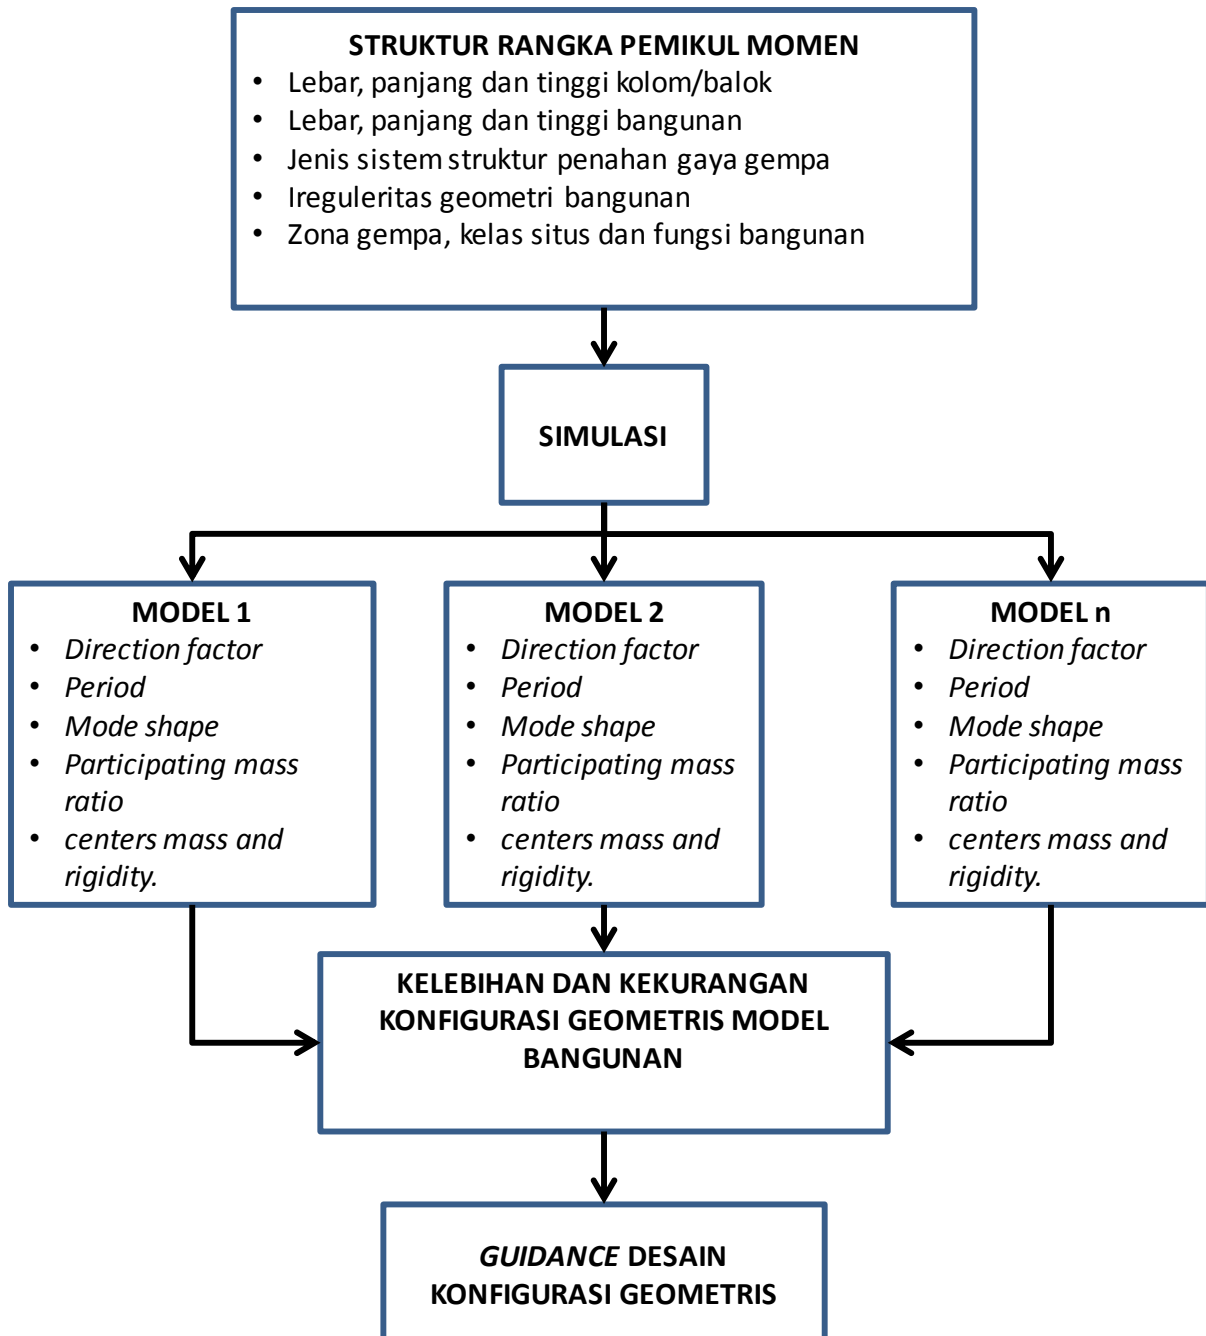 STRUKTUR RANGKA PEMIKUL MOMEN
• Lebar, panjang dan tinggi kolom/balok
• Lebar, panjang dan tinggi bangunan
• Jenis sistem struktur penahan gaya gempa
• Ireguleritas geometri bangunan
• Zona gempa, kelas situs dan fungsi bangunan
SIMULASI
MODEL 1
• Direction factor
• Period
• Mode shape
• Participating mass
ratio
• centers mass and
rigidity.
MODEL 2
• Direction factor
• Period
• Mode shape
• Participating mass
ratio
• centers mass and
rigidity.
MODEL n
• Direction factor
• Period
• Mode shape
• Participating mass
ratio
• centers mass and
rigidity.
KELEBIHAN DAN KEKURANGAN
KONFIGURASI GEOMETRIS MODEL
BANGUNAN
GUIDANCE DESAIN
KONFIGURASI GEOMETRIS